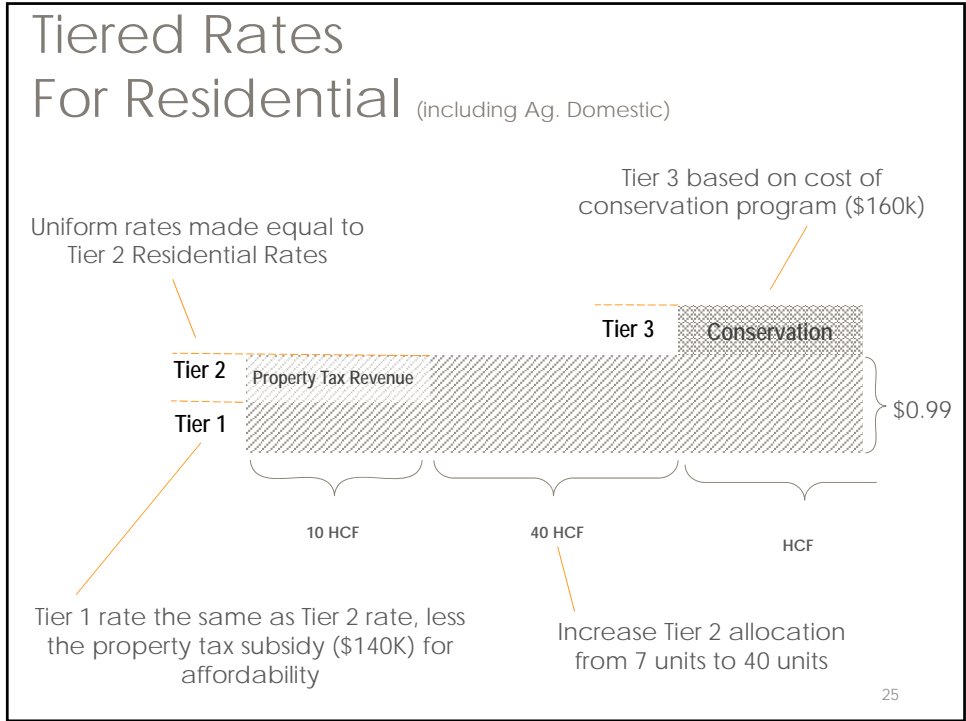 Tiered Rates
For Residential (including Ag. Domestic)
Tier 3 based on cost of
conservation program ($160k)
Uniform rates made equal to
Tier 2 Residential Rates
Tier 3
Conservation
Tier 2
Property Tax Revenue
Tier 1
$0.99
10 HCF
40 HCF
HCF
Tier 1 rate the same as Tier 2 rate, less
the property tax subsidy ($140K) for
affordability
Increase Tier 2 allocation
from 7 units to 40 units
25